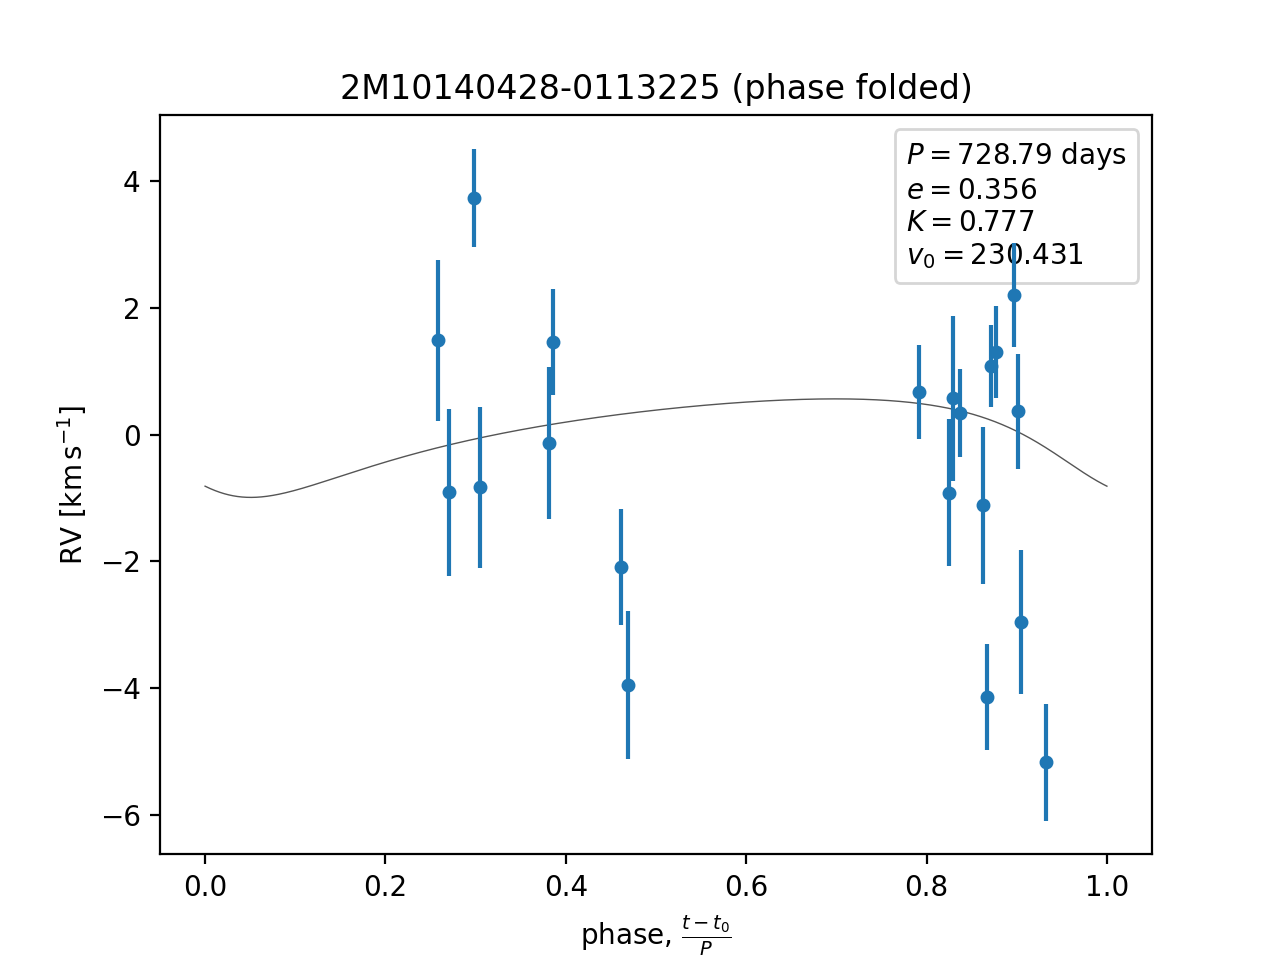 2M10140428-0113225 (phase folded)
P = 728.79 days
e = 0.356
K = 0.777
v₀ = 230.431
4
2
0
−2
−4
−6
RV [km s⁻¹]
0.0 0.2 0.4 0.6 0.8 1.0
phase, (t − t₀)/P